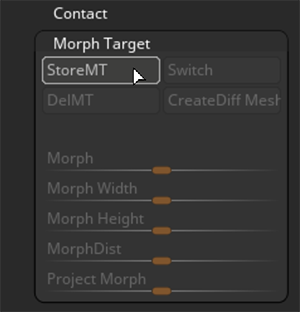 Contact
Morph Target
StoreMT Switch
DelMT CreateDiff Mesh
Morph
Morph Width
Morph Height
MorphDist
Project Morph